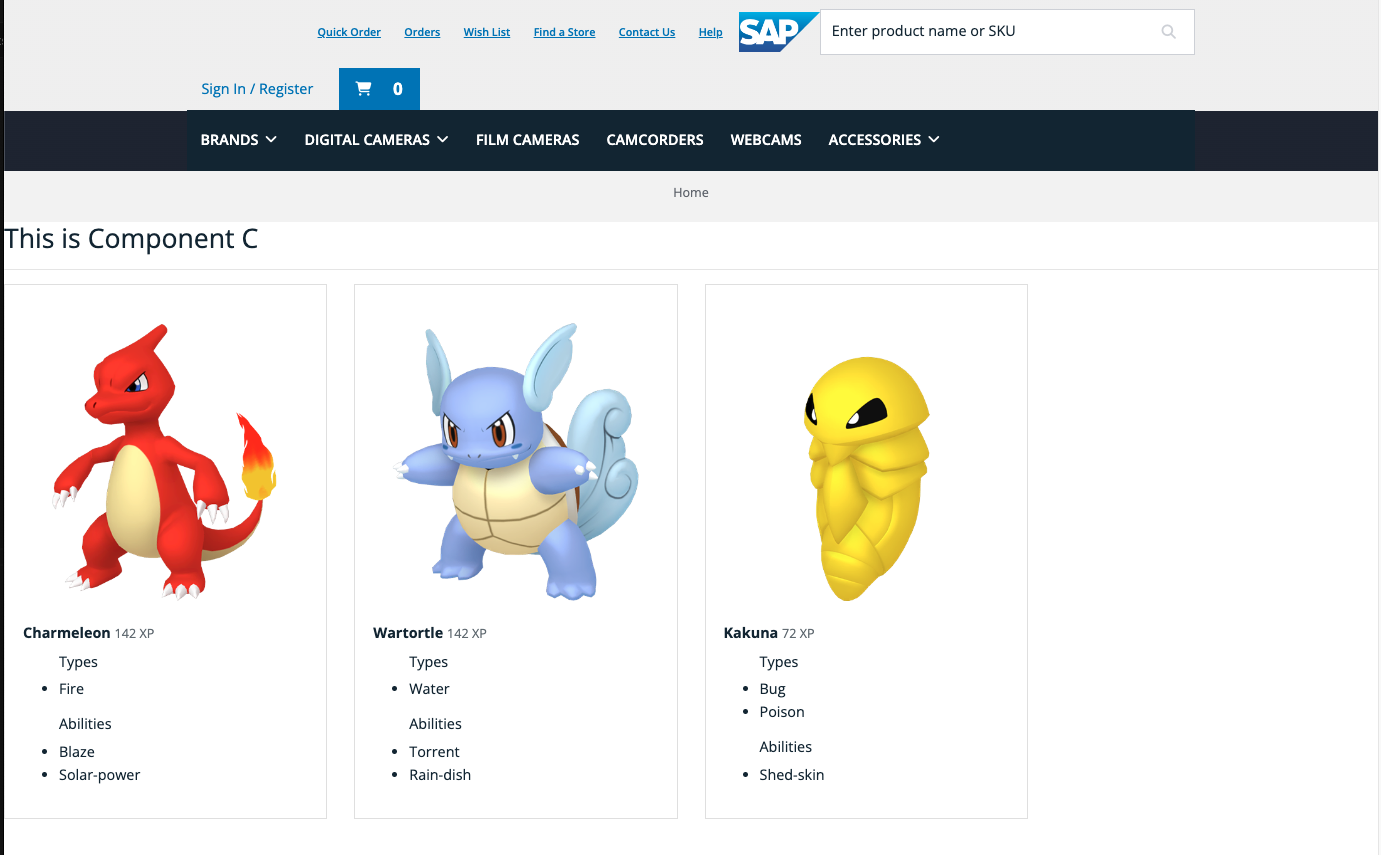 Quick Order Orders Wish List Find a Store Contact Us Help SAP Enter product name or SKU
Sign In / Register 0
BRANDS DIGITAL CAMERAS FILM CAMERAS CAMCORDERS WEBCAMS ACCESSORIES
Home
This is Component C
Charmeleon 142 XP
Types
Fire
Abilities
Blaze
Solar-power
Wartortle 142 XP
Types
Water
Abilities
Torrent
Rain-dish
Kakuna 72 XP
Types
Bug
Poison
Abilities
Shed-skin